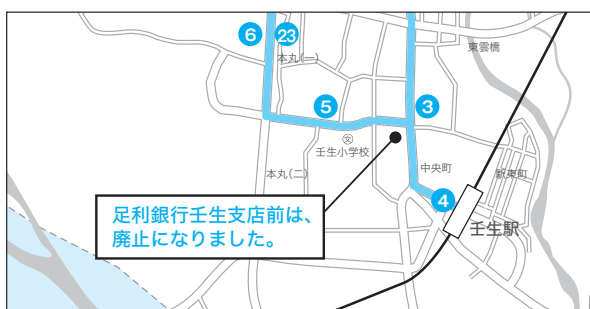 6
23
本丸(一)
東雲橋
5
3
文
壬生小学校
本丸(二)
中央町
新東町
4
足利銀行壬生支店前は、
廃止になりました。
壬生駅